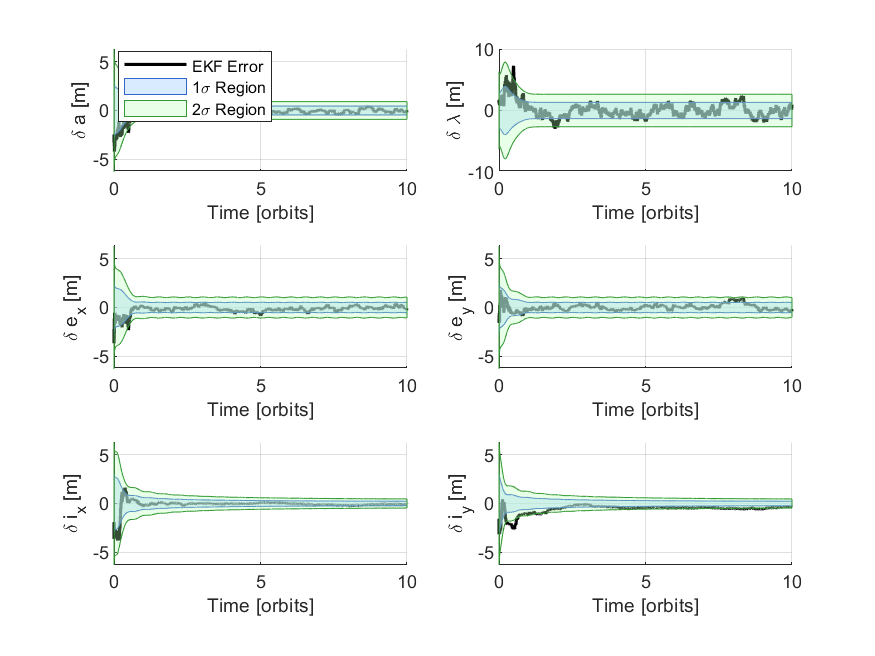 5
0
-5
δ a [m]
EKF Error
1σ Region
2σ Region
0
5
10
Time [orbits]
10
0
-10
δ λ [m]
0
5
10
Time [orbits]
5
0
-5
δ e_x [m]
0
5
10
Time [orbits]
5
0
-5
δ e_y [m]
0
5
10
Time [orbits]
5
0
-5
δ i_x [m]
0
5
10
Time [orbits]
5
0
-5
δ i_y [m]
0
5
10
Time [orbits]